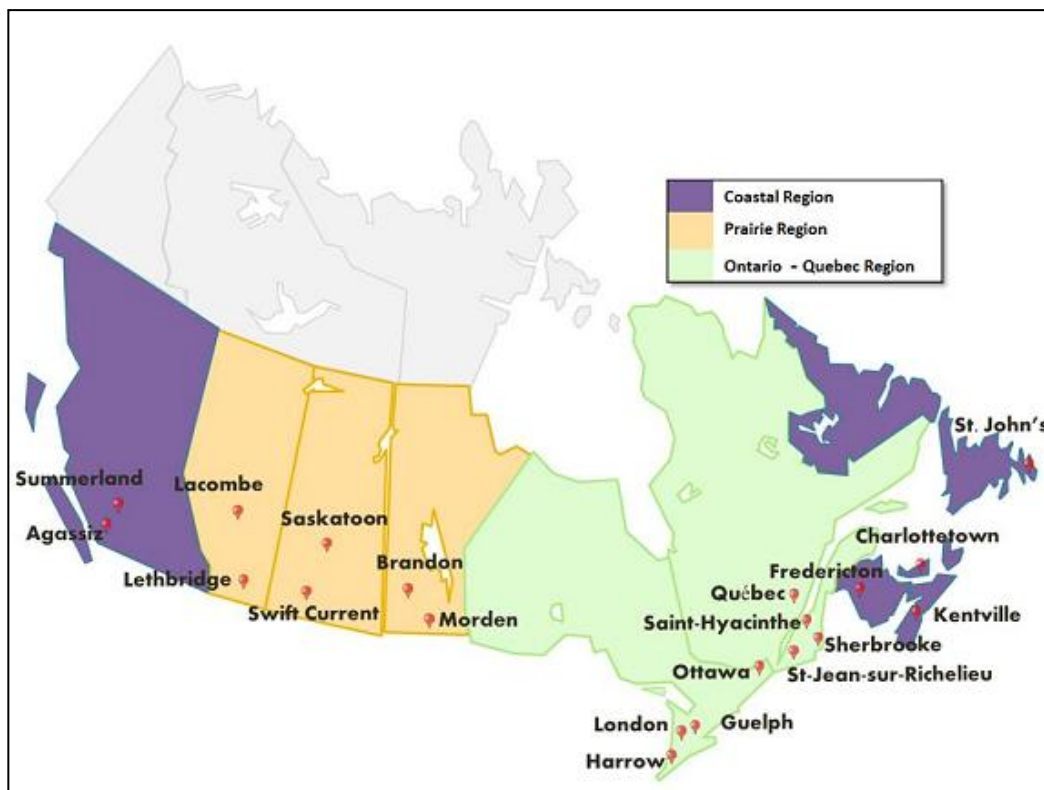 Coastal Region
Prairie Region
Ontario - Quebec Region
St. John's
Summerland
Lacombe
Saskatoon
Agassiz
Charlottetown
Brandon
Fredericton
Lethbridge
Québec
Swift Current
Morden
Saint-Hyacinthe
Kentville
Sherbrooke
Ottawa
St-Jean-sur-Richelieu
London
Guelph
Harrow